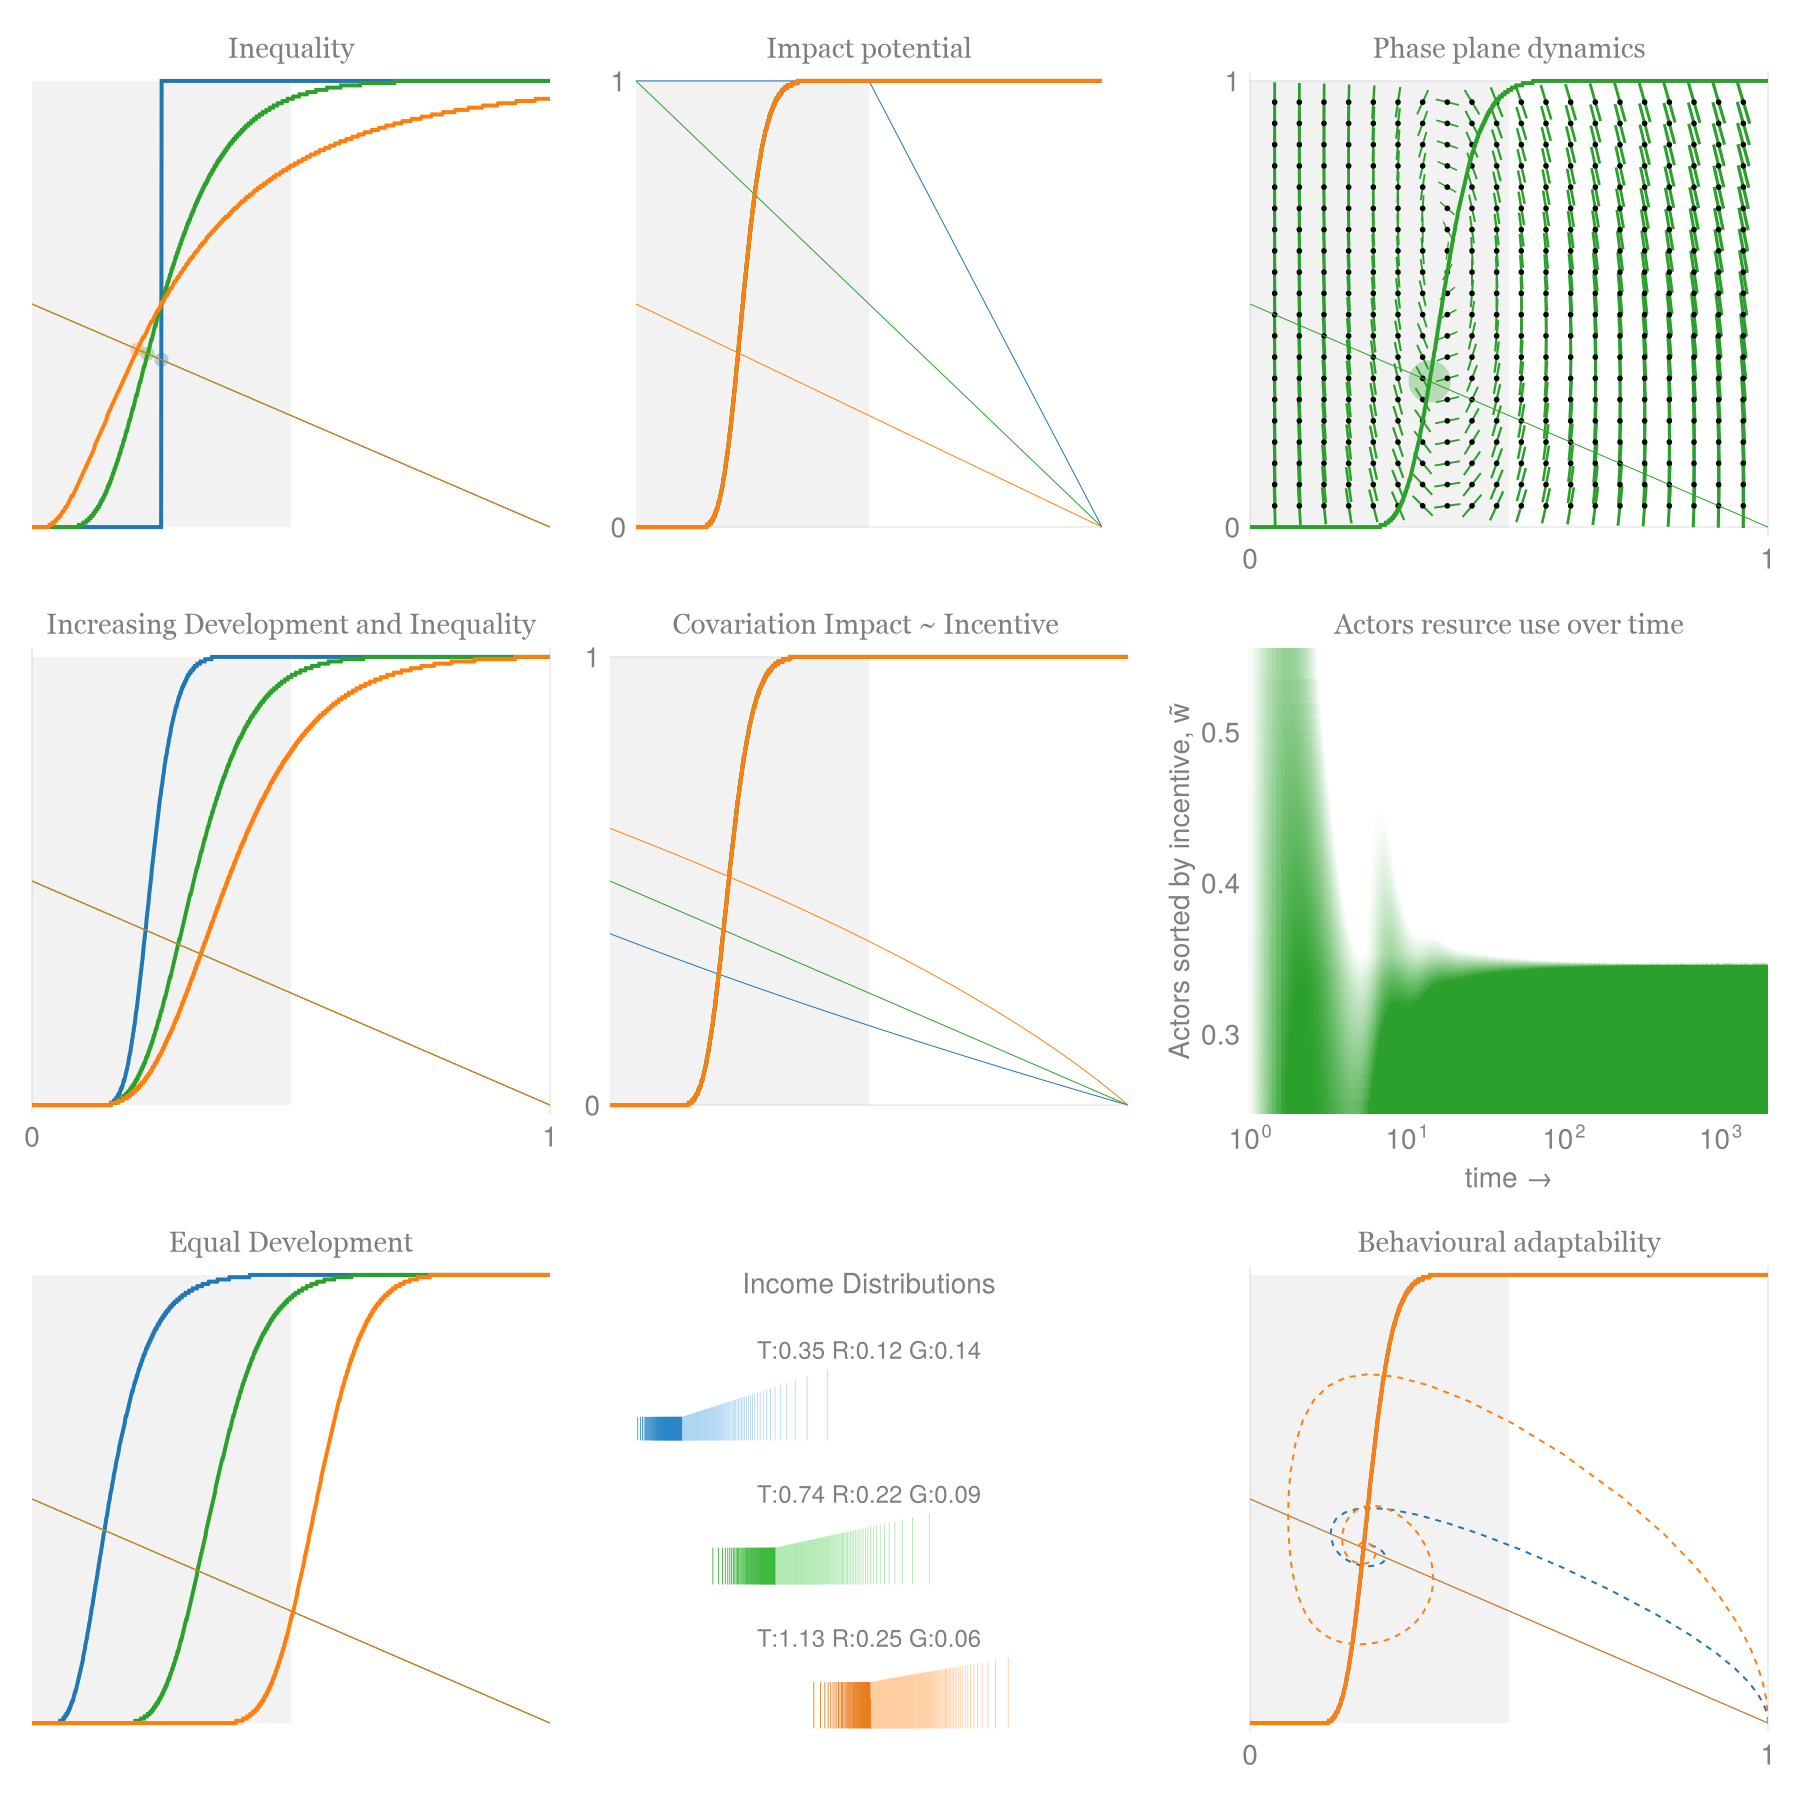 Inequality
Impact potential
1
0
Phase plane dynamics
1
0
0
1
Increasing Development and Inequality
0
1
Covariation Impact ~ Incentive
1
0
Actors resurce use over time
Actors sorted by incentive, w̃
0.5
0.4
0.3
10⁰
10¹
10²
10³
time →
Equal Development
Income Distributions
T:0.35 R:0.12 G:0.14
T:0.74 R:0.22 G:0.09
T:1.13 R:0.25 G:0.06
Behavioural adaptability
0
1